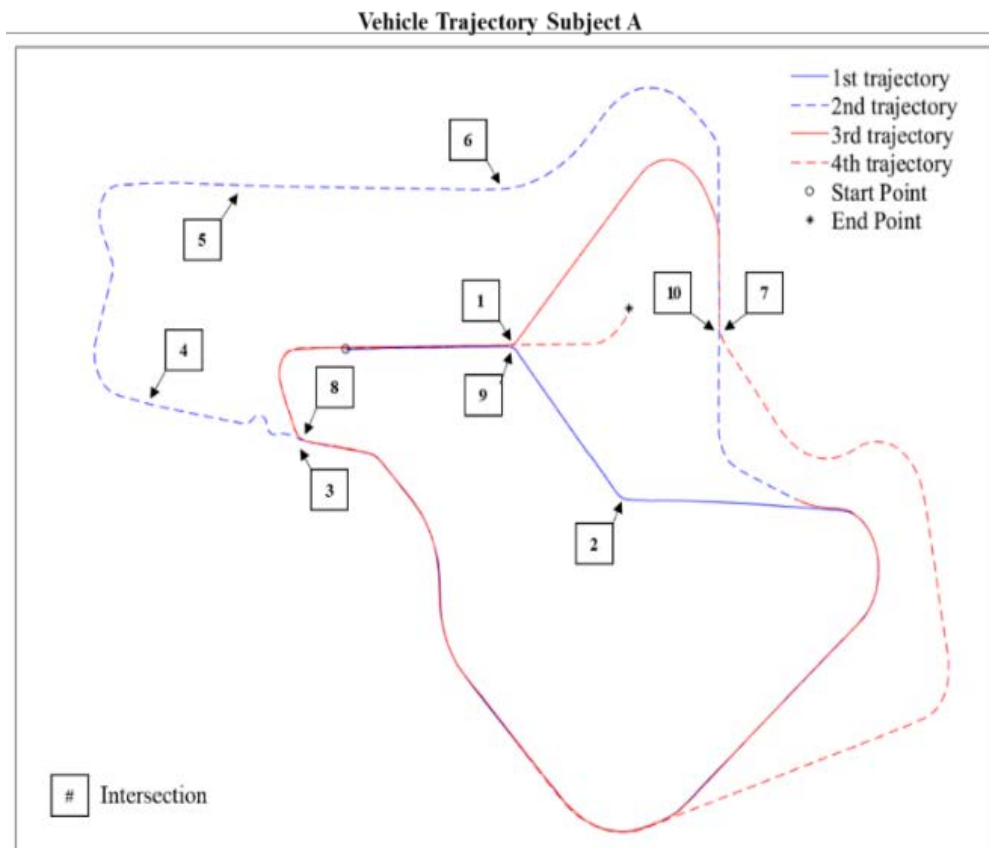 Vehicle Trajectory Subject A
1st trajectory
2nd trajectory
3rd trajectory
4th trajectory
Start Point
End Point
6
5
1
10
7
4
8
9
3
2
# Intersection